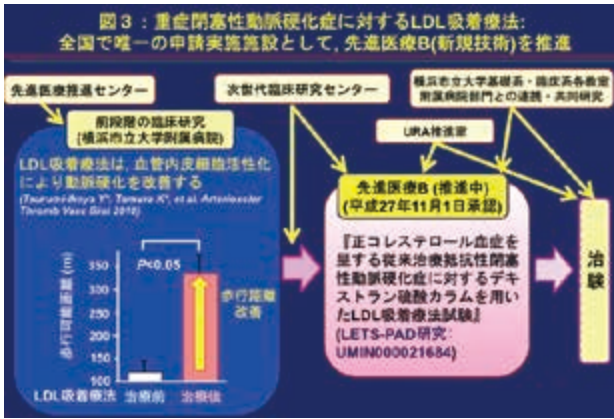 図3：重症閉塞性動脈硬化症に対するLDL吸着療法:
全国で唯一の申請実施施設として,先進医療B(新規技術)を推進
先進医療推進センター
次世代臨床研究センター
横浜市立大学基礎系・臨床系各教室
附属病院部門との連携・共同研究
URA推進室
前段階の臨床研究
(横浜市立大学附属病院)
LDL吸着療法は、血管内皮細胞活性化
により動脈硬化を改善する
et al. Arterioscler
Thromb Vasc Biol 2010)
歩行可能距離 (m)
350
300
250
200
150
100
P<0.05
歩行距離
改善
LDL吸着療法
治療前
治療後
先進医療B (推進中)
(平成27年11月1日承認)
『正コレステロール血症を
呈する従来治療抵抗性閉塞
性動脈硬化症に対するデキ
ストラン硫酸カラムを用い
たLDL吸着療法試験』
(LETS-PAD研究:
UMIN000021684)
治験